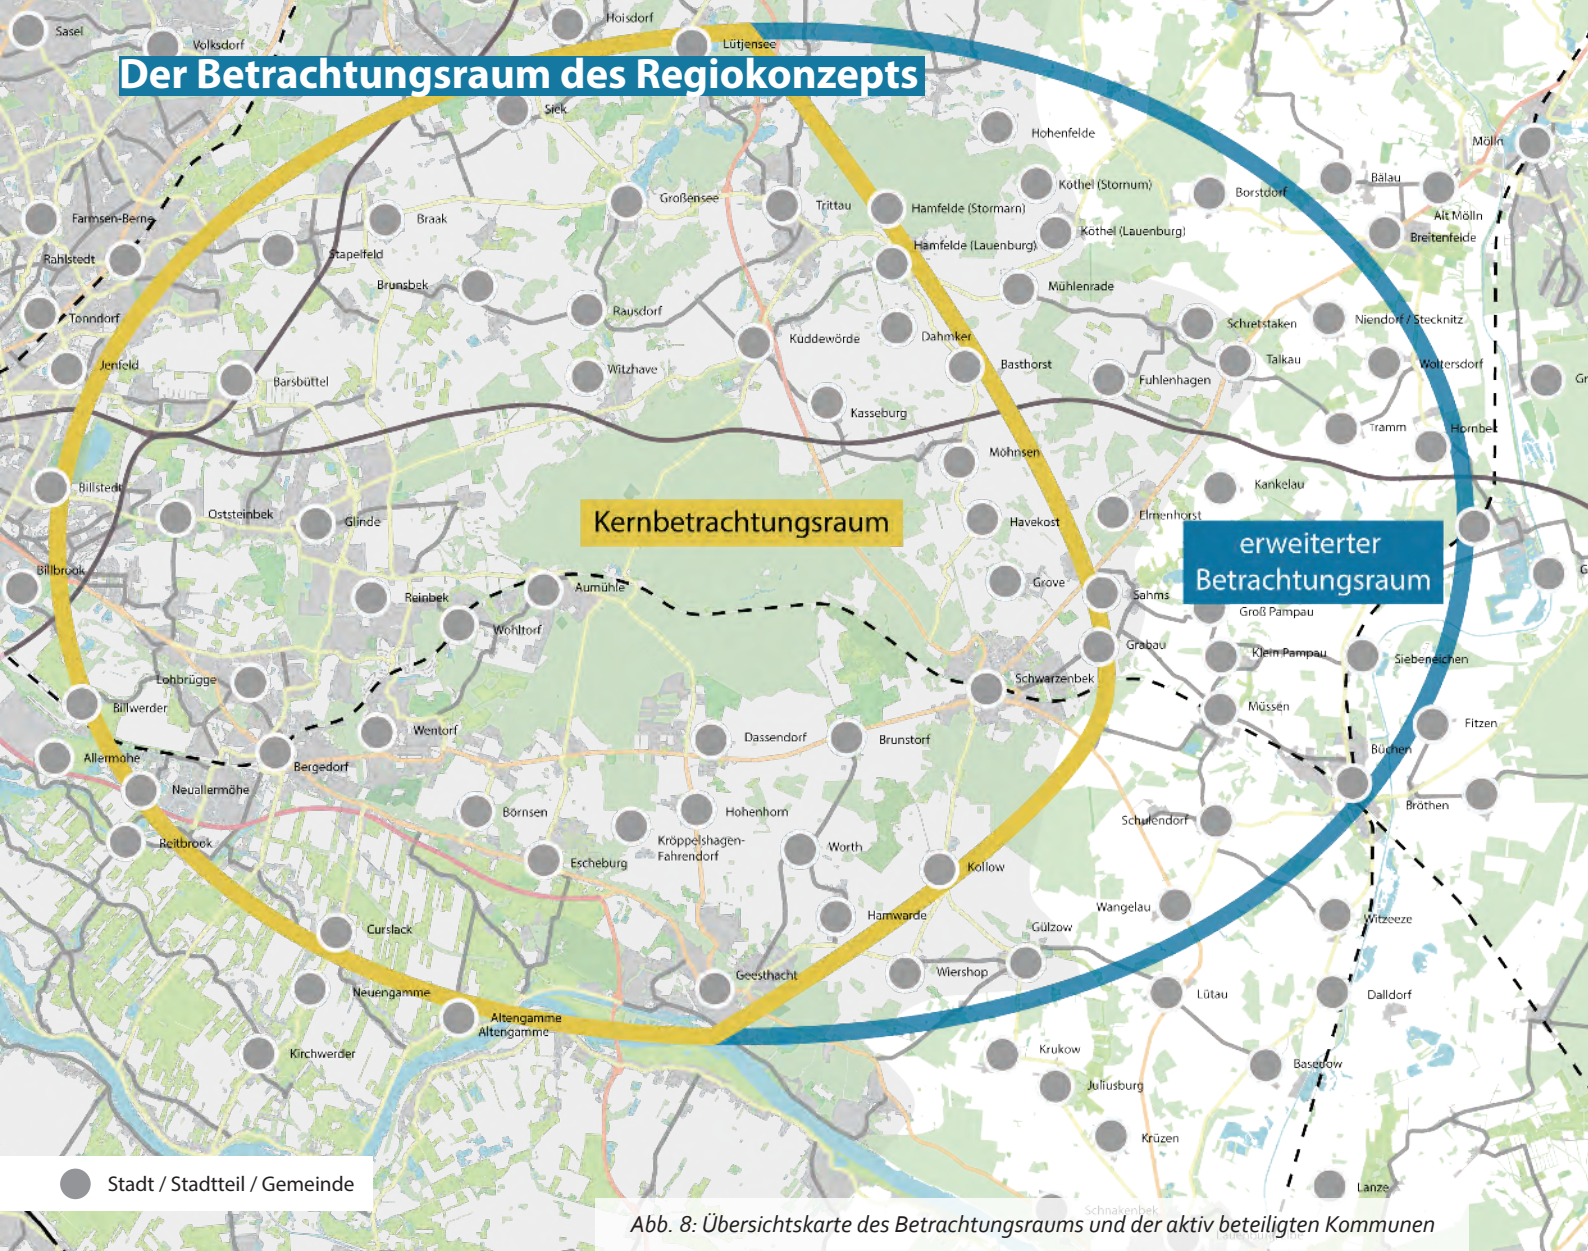 Hoisdorf
Sasel
Volksdorf
Lütjensee
Der Betrachtungsraum des Regiokonzepts
Siek
Hohenfelde
Mölln
Großensee
Trittau
Köthel (Stornum)
Borstdorf
Bälau
Farmsen-Berne
Braak
Hamfelde (Stormarn)
Alt Mölln
Köthel (Lauenburg)
Breitenfelde
Rahlstedt
Stapelfeld
Hamfelde (Lauenburg)
Brunsbek
Mühlenrade
Tonndorf
Rausdorf
Schretstaken
Niendorf / Stecknitz
Kuddewörde
Dahmker
Jenfeld
Barsbüttel
Witzhave
Basthorst
Talkau
Woltersdorf
Fuhlenhagen
Gr
Kasseburg
Tramm
Hornbek
Möhnsen
Billstedt
Kankelau
Oststeinbek
Glinde
Kernbetrachtungsraum
Havekost
Elmenhorst
erweiterter
Betrachtungsraum
Billbrook
Reinbek
Aumühle
Grove
Sahms
G
Groß Pampau
Wohltorf
Grabau
Klein Pampau
Siebeneichen
Lohbrügge
Schwarzenbek
Billwerder
Müssen
Wentorf
Dassendorf
Brunstorf
Fitzen
Allermöhe
Bergedorf
Büchen
Neuallermöhe
Börnsen
Hohenhorn
Bröthen
Reitbrook
Kröppelshagen-
Fahrendorf
Schulendorf
Worth
Escheburg
Kollow
Curslack
Hamwarde
Wangelau
Witzeeze
Gülzow
Geesthacht
Wiershop
Neuengamme
Lütau
Dalldorf
Altengamme
Altengamme
Kirchwerder
Krukow
Basedow
Juliusburg
Krüzen
Stadt / Stadtteil / Gemeinde
Lanze
Schnakenbek
Abb. 8: Übersichtskarte des Betrachtungsraums und der aktiv beteiligten Kommunen